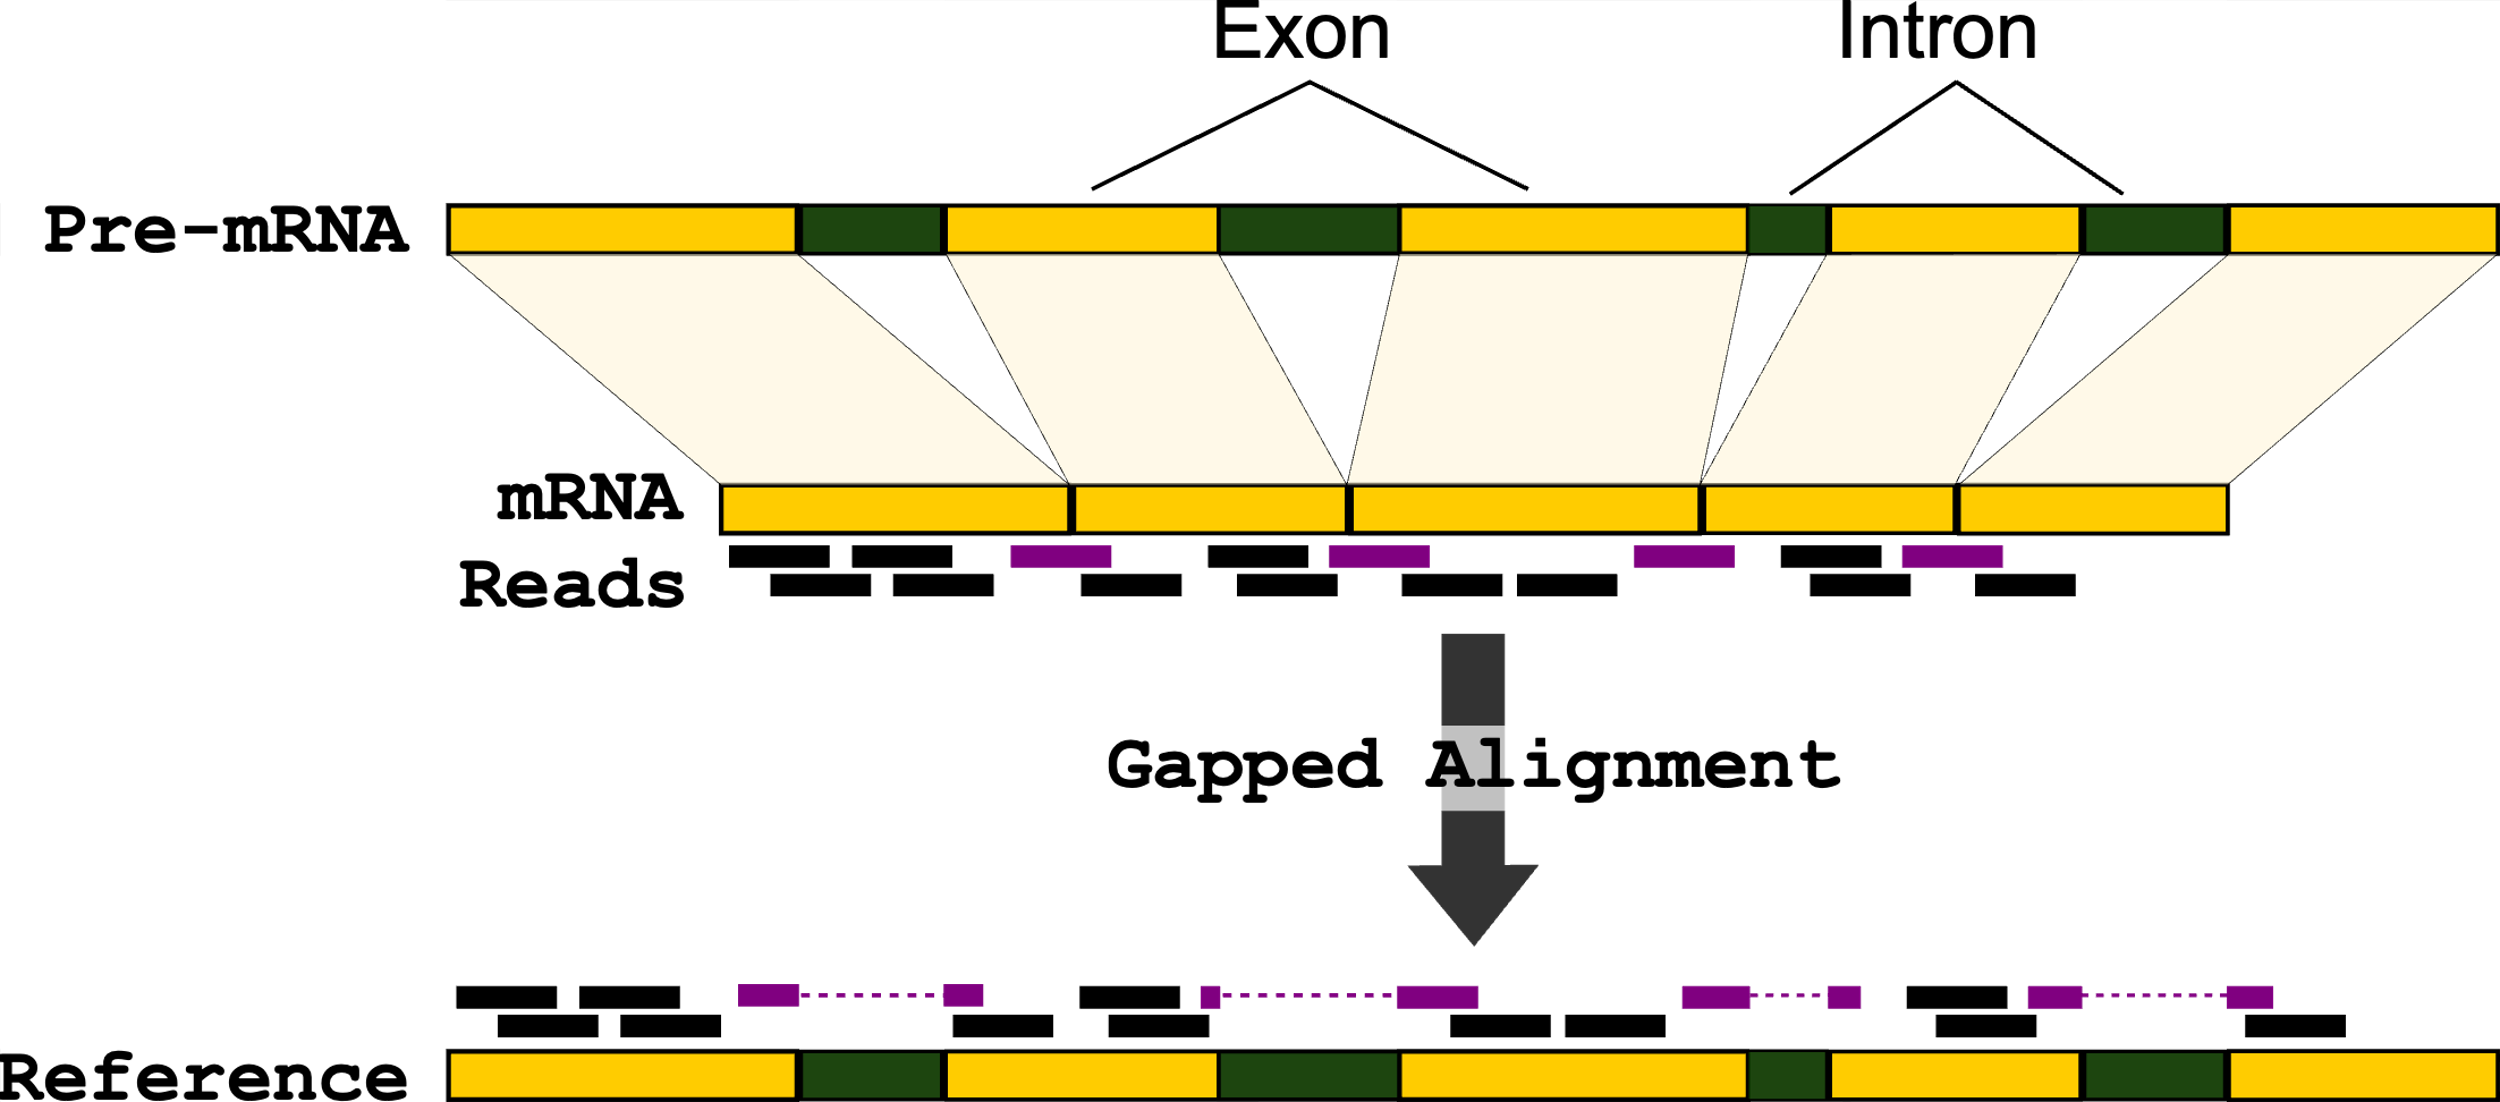 Exon Intron
Pre-mRNA
mRNA
Reads
Gapped Alignment
Reference